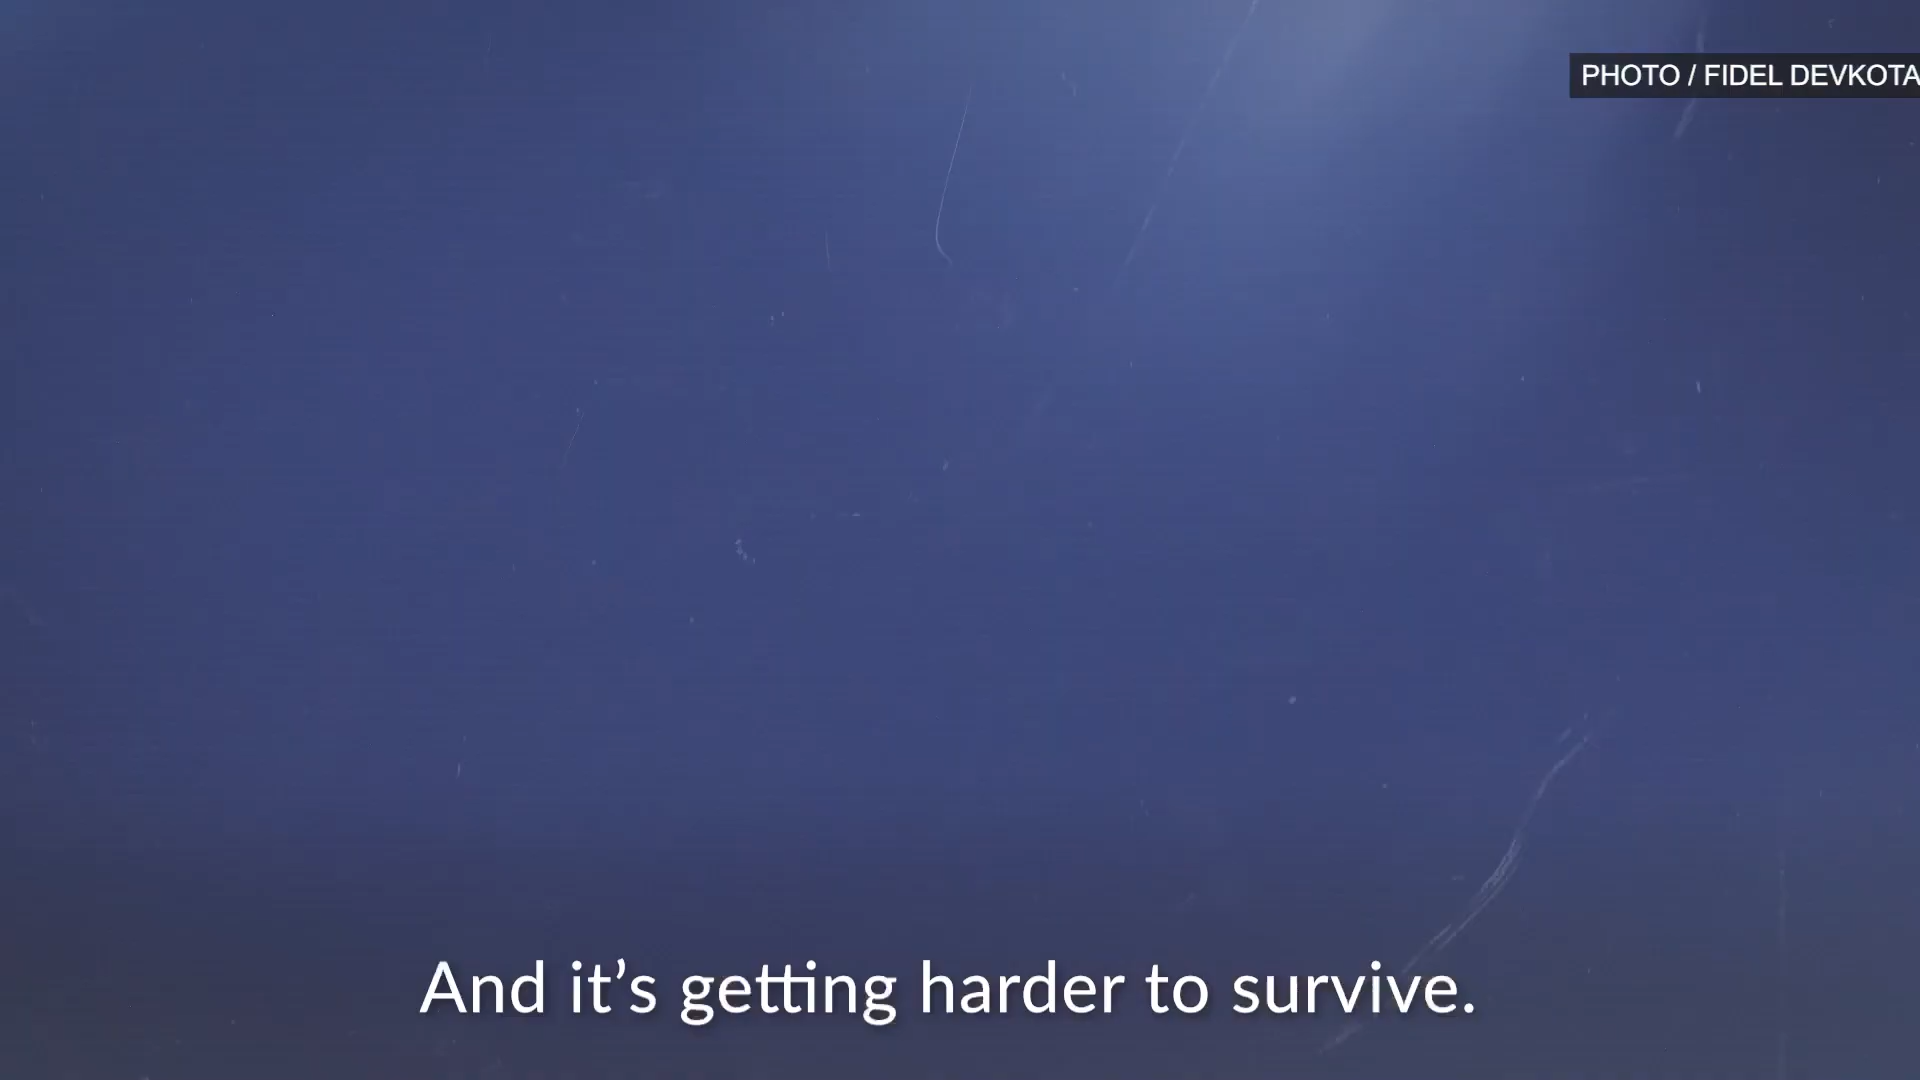 PHOTO / FIDEL DEVKOTA
And it’s getting harder to survive.